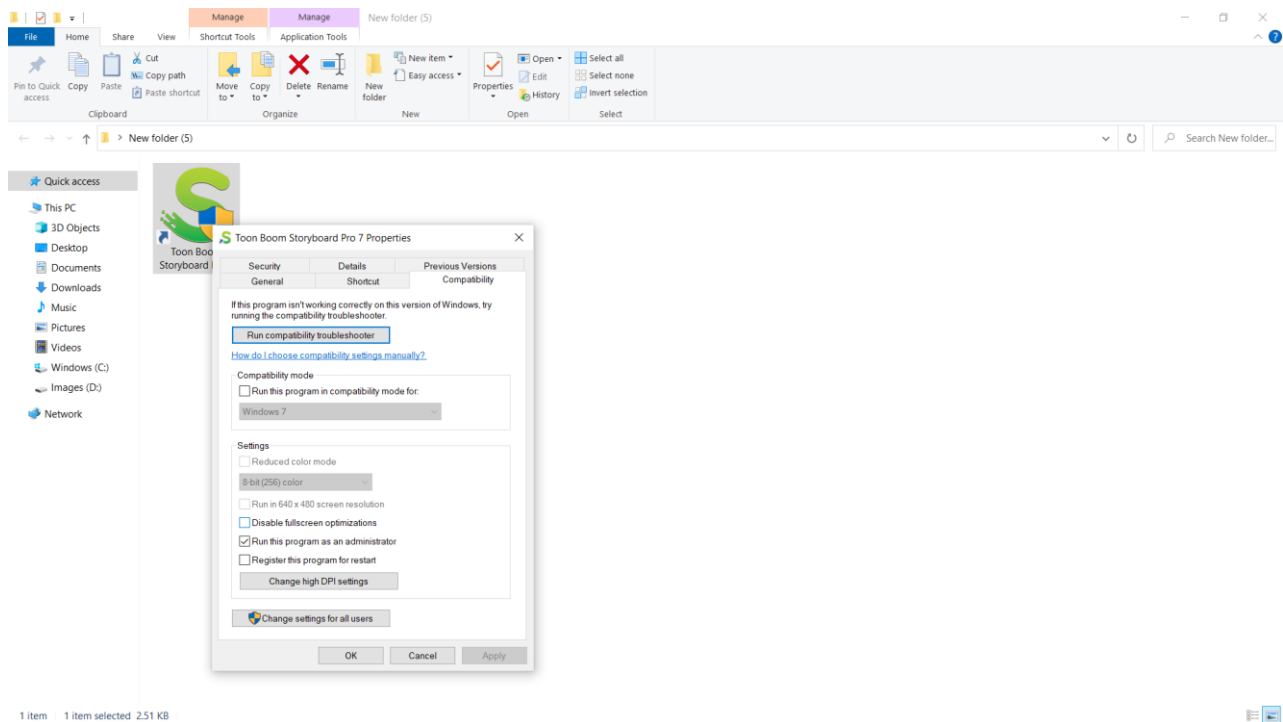 Manage Manage New folder (5)
File Home Share View Shortcut Tools Application Tools
Pin to Quick access
Copy
Paste
Cut
Copy path
Paste shortcut
Clipboard
Move to
Copy to
Delete
Rename
Organize
New folder
New item
Easy access
New
Properties
Open
Edit
History
Open
Select all
Select none
Invert selection
Select
New folder (5)
Search New folder...
Quick access
This PC
3D Objects
Desktop
Documents
Downloads
Music
Pictures
Videos
Windows (C:)
Images (D:)
Network
Toon Boo
Storyboard
Toon Boom Storyboard Pro 7 Properties
Security Details Previous Versions
General Shortcut Compatibility
If this program isn't working correctly on this version of Windows, try
running the compatibility troubleshooter.
Run compatibility troubleshooter
How do I choose compatibility settings manually?
Compatibility mode
Run this program in compatibility mode for:
Windows 7
Settings
Reduced color mode
8-bit (256) color
Run in 640 x 480 screen resolution
Disable fullscreen optimizations
Run this program as an administrator
Register this program for restart
Change high DPI settings
Change settings for all users
OK Cancel Apply
1 item 1 item selected 2.51 KB